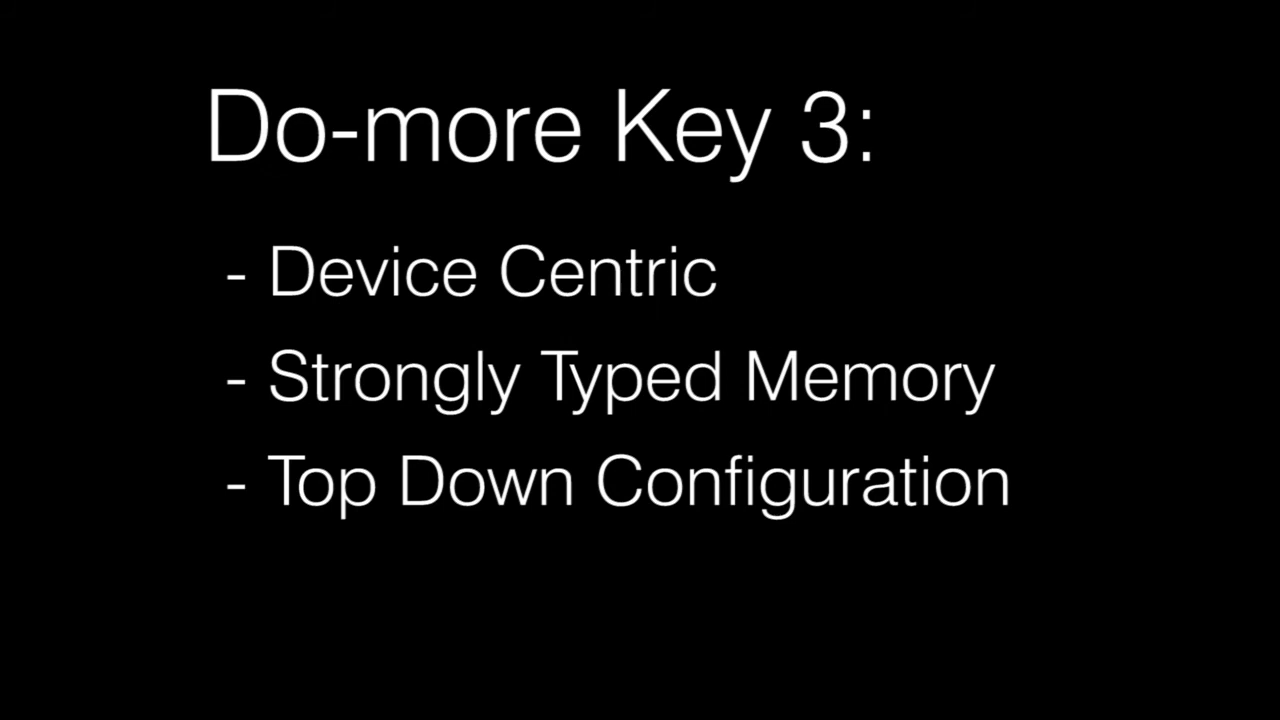 Do-more Key 3:
- Device Centric
- Strongly Typed Memory
- Top Down Configuration